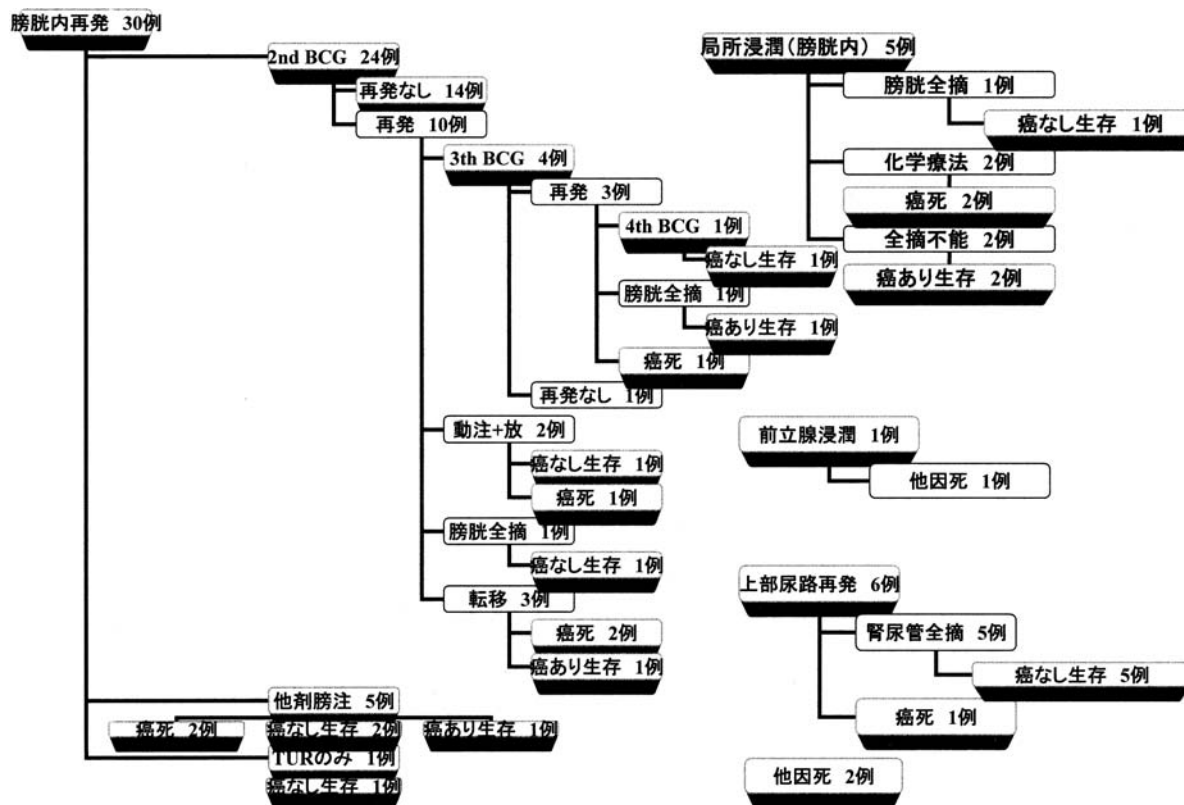 膀胱内再発 30例
2nd BCG 24例
再発なし 14例
再発 10例
3th BCG 4例
再発 3例
4th BCG 1例
癌なし生存 1例
膀胱全摘 1例
癌あり生存 1例
癌死 1例
再発なし 1例
動注+放 2例
癌なし生存 1例
癌死 1例
膀胱全摘 1例
癌なし生存 1例
転移 3例
癌死 2例
癌あり生存 1例
他剤膀注 5例
癌死 2例
癌なし生存 2例
癌あり生存 1例
TURのみ 1例
癌なし生存 1例
局所浸潤(膀胱内) 5例
膀胱全摘 1例
癌なし生存 1例
化学療法 2例
癌死 2例
全摘不能 2例
癌あり生存 2例
前立腺浸潤 1例
他因死 1例
上部尿路再発 6例
腎尿管全摘 5例
癌なし生存 5例
癌死 1例
他因死 2例